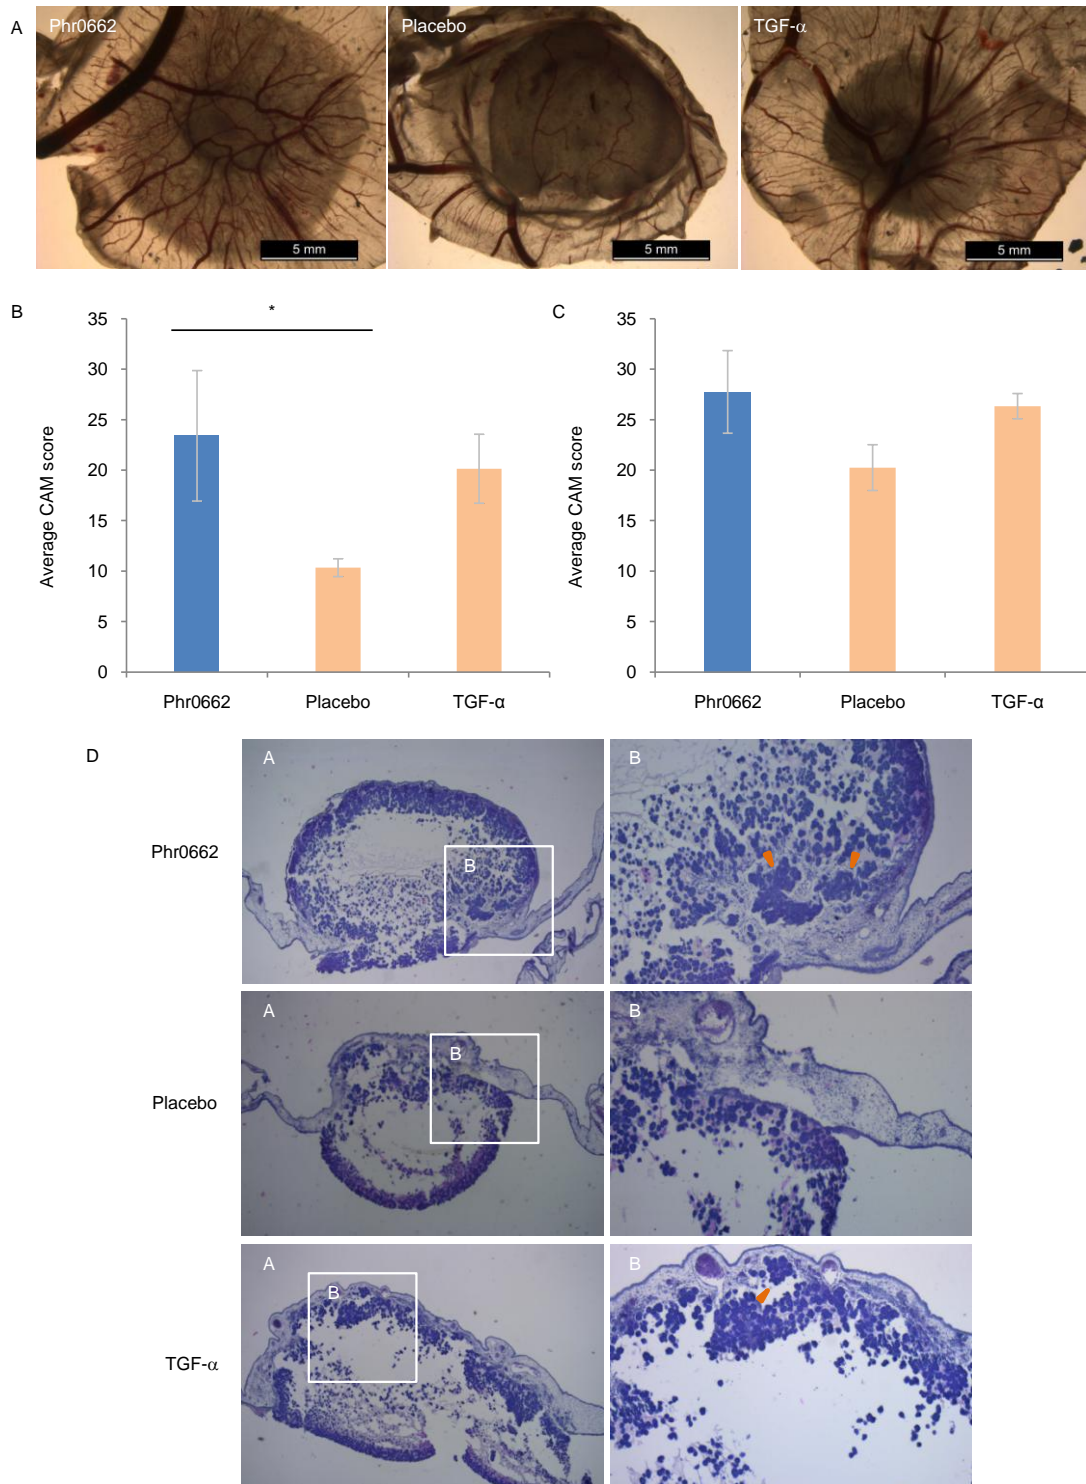 A
Phr0662
Placebo
TGF-α
5 mm
5 mm
5 mm
B
35
30
25
20
15
10
5
0
Average CAM score
*
Phr0662
Placebo
TGF-α
C
35
30
25
20
15
10
5
0
Average CAM score
Phr0662
Placebo
TGF-α
D
Phr0662
A
B
B
Placebo
A
B
B
TGF-α
A
B
B